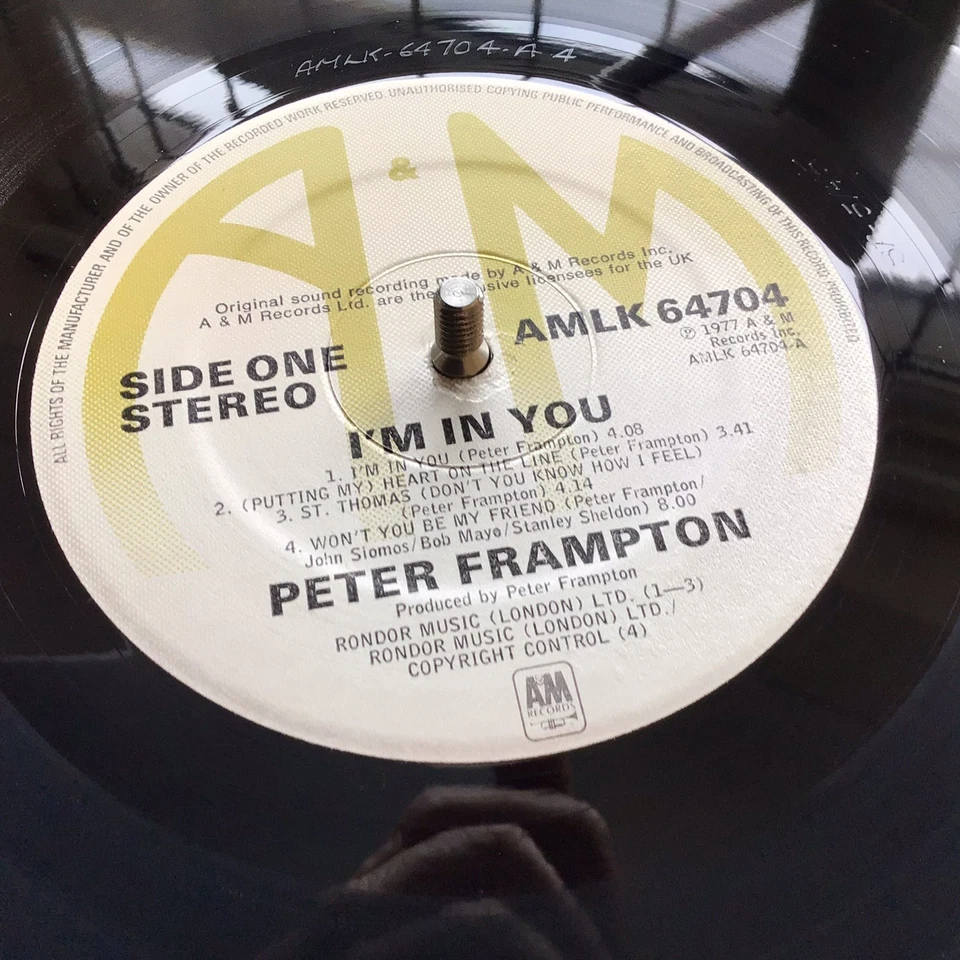 AMLK-64704-A-4
ALL RIGHTS OF THE MANUFACTURER AND OF THE OWNER OF THE RECORDED WORK RESERVED. UNAUTHORISED COPYING PUBLIC PERFORMANCE AND BROADCASTING OF THIS RECORD PROHIBITED
A & M
Original sound recording made by A & M Records Inc.
A & M Records Ltd. are the licensees for the UK
AMLK 64704
℗ 1977 A & M
Records Inc.
AMLK 64704-A
SIDE ONE
STEREO
I'M IN YOU
1. I'M IN YOU (Peter Frampton) 4.08
2. (PUTTING MY) HEART ON THE LINE (Peter Frampton) 3.41
3. ST. THOMAS (DON'T YOU KNOW HOW I FEEL)
(Peter Frampton) 4.14
4. WON'T YOU BE MY FRIEND (Peter Frampton/
John Siomos/Bob Mayo/Stanley Sheldon) 8.00
PETER FRAMPTON
Produced by Peter Frampton
RONDOR MUSIC (LONDON) LTD. (1—3)
RONDOR MUSIC (LONDON) LTD./
COPYRIGHT CONTROL (4)
AM
RECORDS